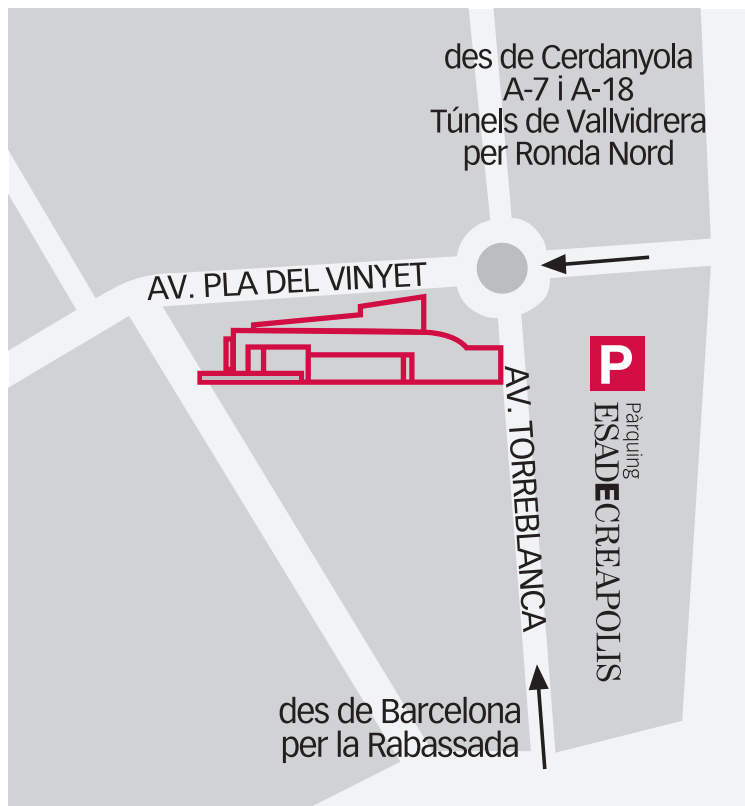 des de Cerdanyola
A-7 i A-18
Túnels de Vallvidrera
per Ronda Nord
AV. PLA DEL VINYET
P
Pàrquing
ESADECREAPOLIS
AV. TORREBLANCA
des de Barcelona
per la Rabassada